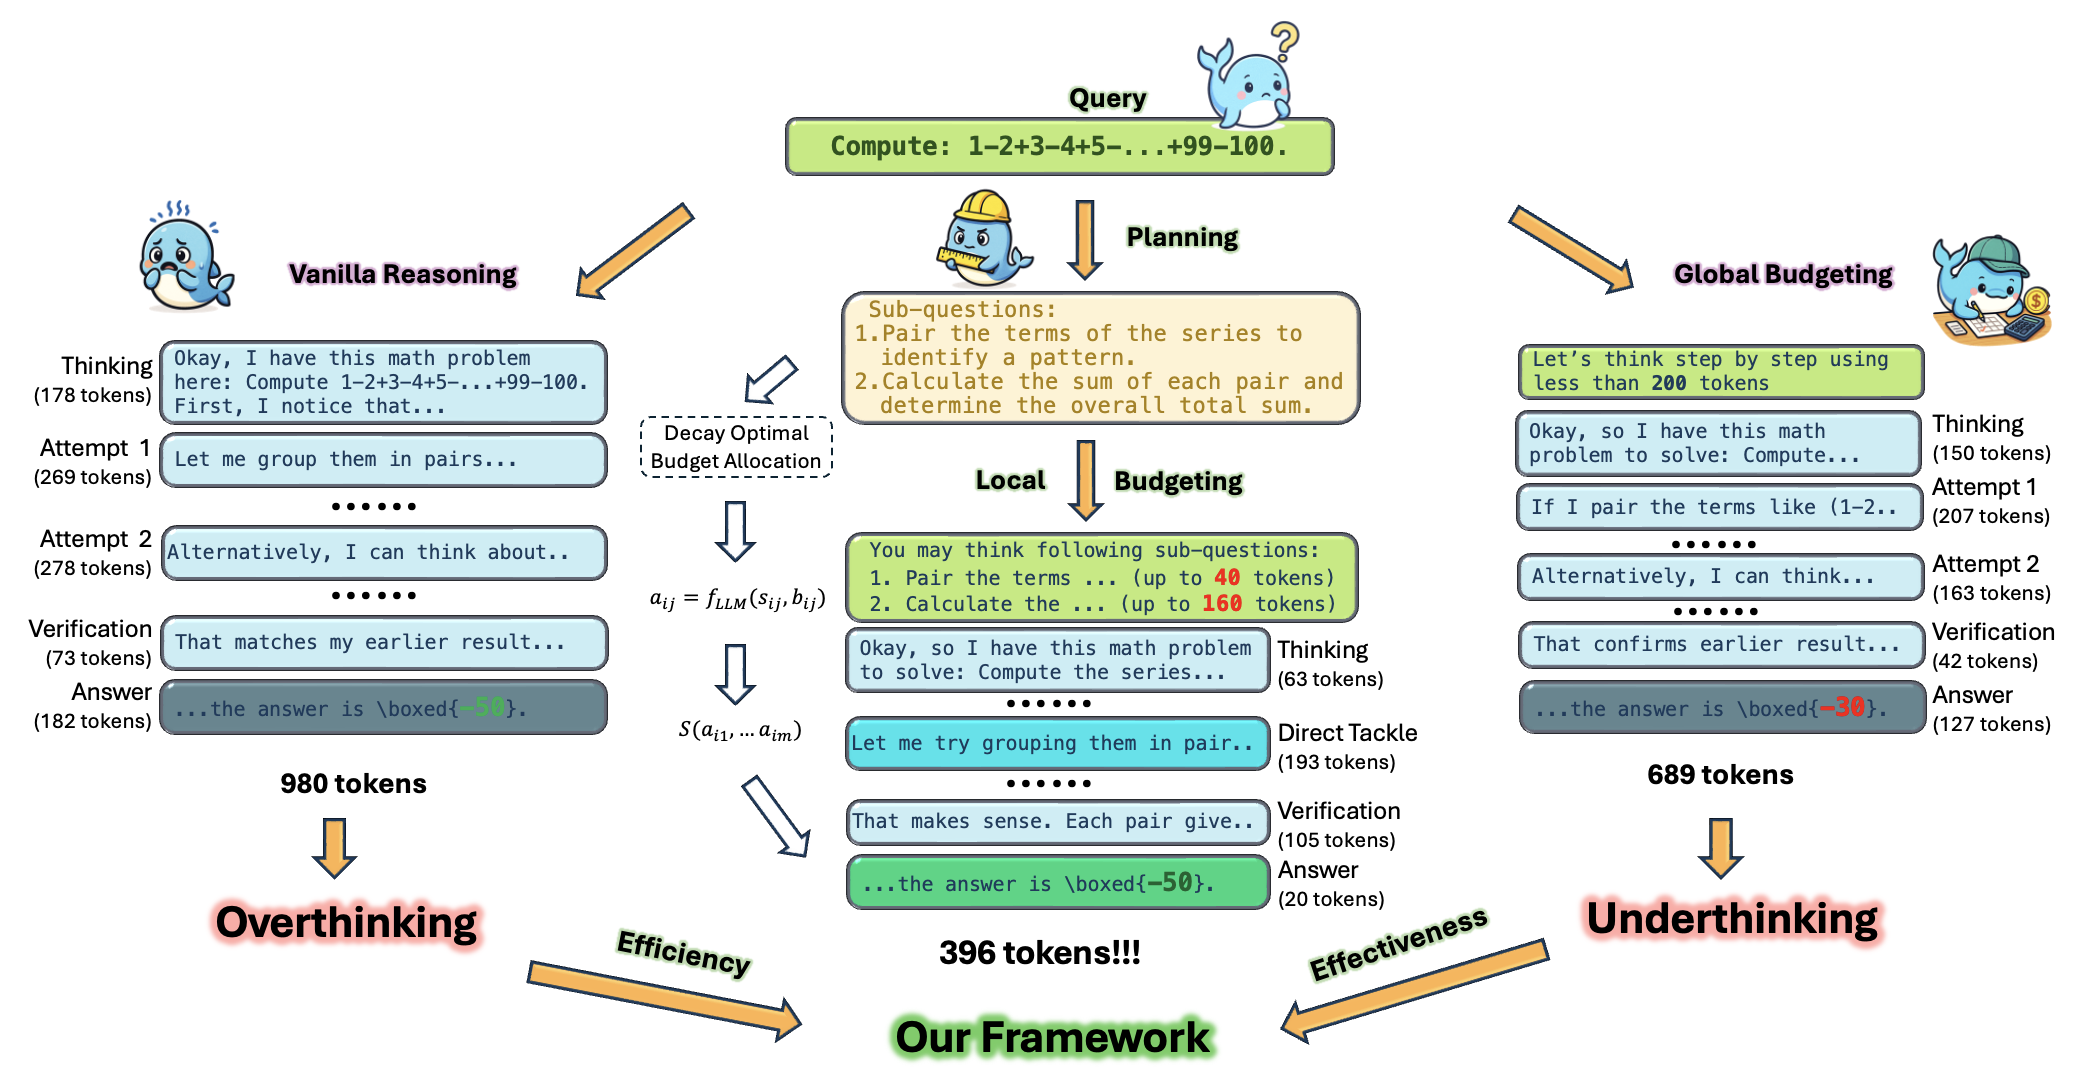 Query
Compute: 1−2+3−4+5−...+99−100.
Vanilla Reasoning
Thinking
(178 tokens)
Okay, I have this math problem
here: Compute 1−2+3−4+5−...+99−100.
First, I notice that...
Attempt 1
(269 tokens)
Let me group them in pairs...
......
Attempt 2
(278 tokens)
Alternatively, I can think about..
......
Verification
(73 tokens)
That matches my earlier result...
Answer
(182 tokens)
...the answer is \boxed{−50}.
980 tokens
Overthinking
Planning
Sub-questions:
1.Pair the terms of the series to
identify a pattern.
2.Calculate the sum of each pair and
determine the overall total sum.
Decay Optimal
Budget Allocation
a_{ij} = f_{LLM}(s_{ij}, b_{ij})
S(a_{i1}, … a_{im})
Local Budgeting
You may think following sub-questions:
1. Pair the terms ... (up to 40 tokens)
2. Calculate the ... (up to 160 tokens)
Okay, so I have this math problem
to solve: Compute the series...
Thinking
(63 tokens)
......
Let me try grouping them in pair..
Direct Tackle
(193 tokens)
......
That makes sense. Each pair give..
Verification
(105 tokens)
...the answer is \boxed{−50}.
Answer
(20 tokens)
396 tokens!!!
Global Budgeting
$
Let's think step by step using
less than 200 tokens
Okay, so I have this math
problem to solve: Compute...
Thinking
(150 tokens)
If I pair the terms like (1−2..
Attempt 1
(207 tokens)
......
Alternatively, I can think...
Attempt 2
(163 tokens)
......
That confirms earlier result...
Verification
(42 tokens)
...the answer is \boxed{−30}.
Answer
(127 tokens)
689 tokens
Underthinking
Efficiency
Effectiveness
Our Framework